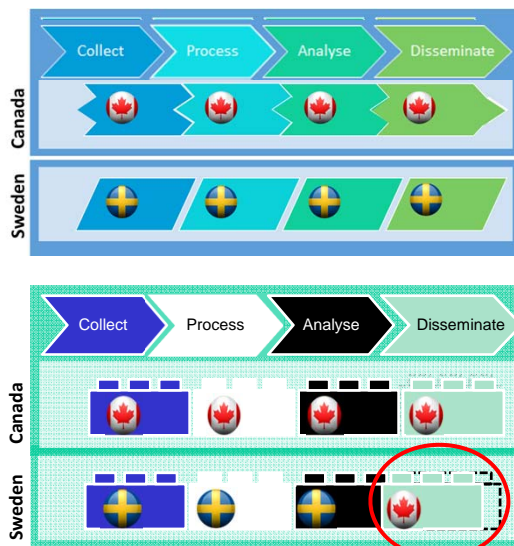 Collect Process Analyse Disseminate
Canada
Sweden
Collect Process Analyse Disseminate
Canada
Sweden